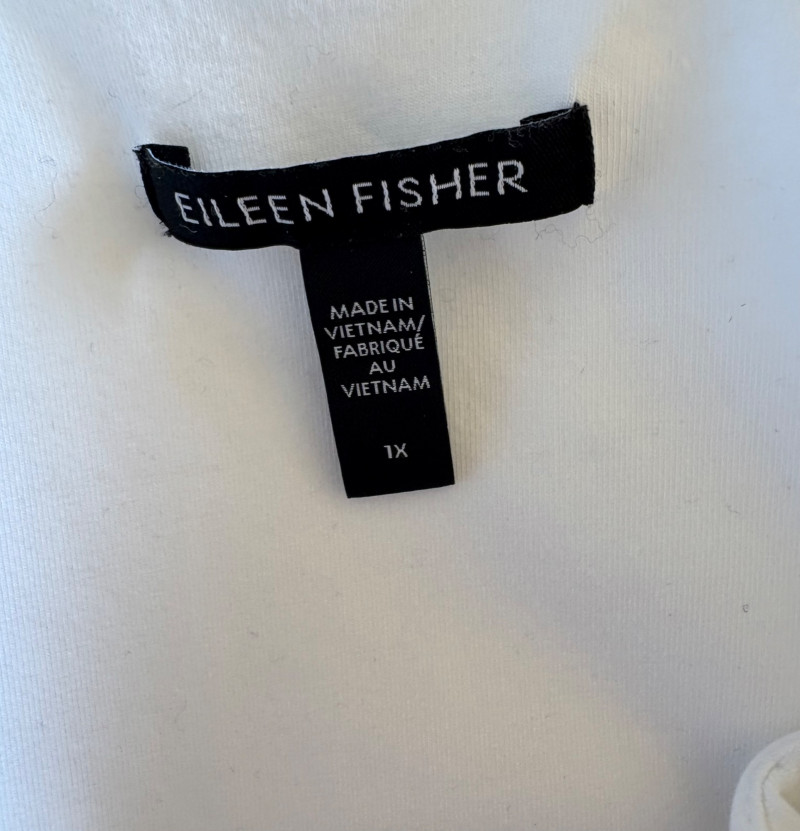 EILEEN FISHER
MADE IN
VIETNAM/
FABRIQUÉ
AU
VIETNAM
1X